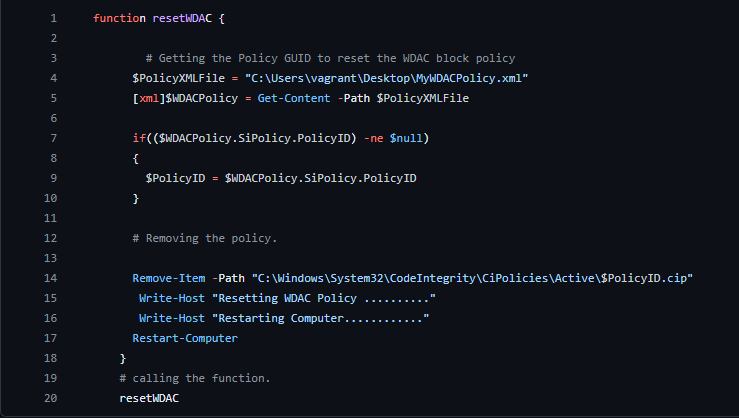 1 function resetWDAC {
2
3 # Getting the Policy GUID to reset the WDAC block policy
4 $PolicyXMLFile = "C:\Users\vagrant\Desktop\MyWDACPolicy.xml"
5 [xml]$WDACPolicy = Get-Content -Path $PolicyXMLFile
6
7 if(($WDACPolicy.SiPolicy.PolicyID) -ne $null)
8 {
9 $PolicyID = $WDACPolicy.SiPolicy.PolicyID
10 }
11
12 # Removing the policy.
13
14 Remove-Item -Path "C:\Windows\System32\CodeIntegrity\CiPolicies\Active\$PolicyID.cip"
15 Write-Host "Resetting WDAC Policy .........."
16 Write-Host "Restarting Computer............"
17 Restart-Computer
18 }
19 # calling the function.
20 resetWDAC